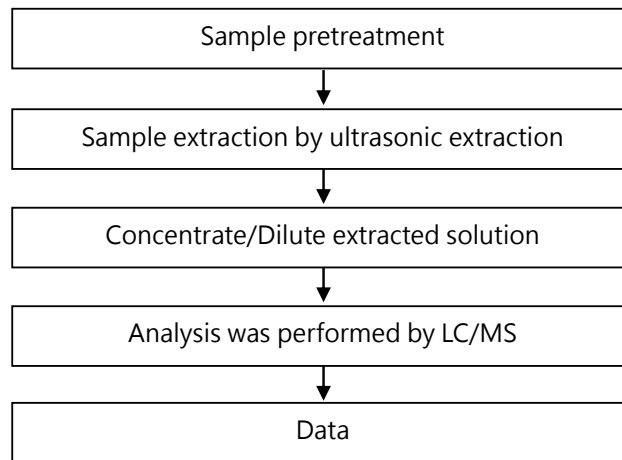 Sample pretreatment
Sample extraction by ultrasonic extraction
Concentrate/Dilute extracted solution
Analysis was performed by LC/MS
Data